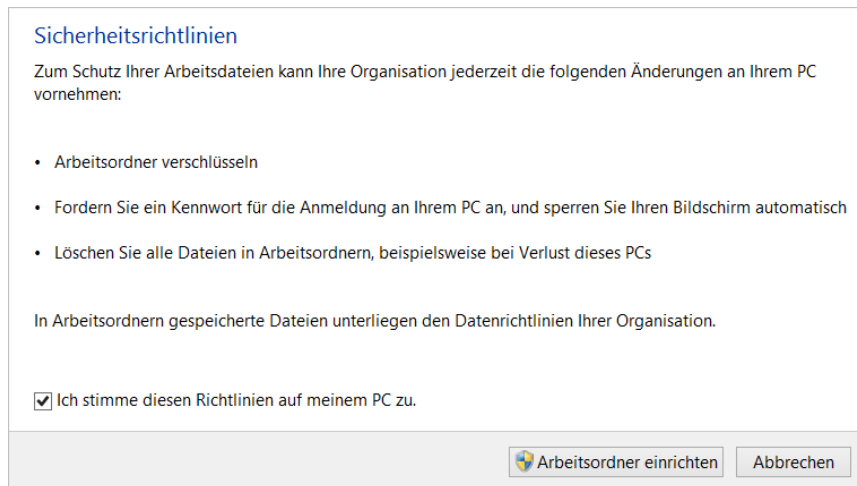 Sicherheitsrichtlinien
Zum Schutz Ihrer Arbeitsdateien kann Ihre Organisation jederzeit die folgenden Änderungen an Ihrem PC
vornehmen:
• Arbeitsordner verschlüsseln
• Fordern Sie ein Kennwort für die Anmeldung an Ihrem PC an, und sperren Sie Ihren Bildschirm automatisch
• Löschen Sie alle Dateien in Arbeitsordnern, beispielsweise bei Verlust dieses PCs
In Arbeitsordnern gespeicherte Dateien unterliegen den Datenrichtlinien Ihrer Organisation.
Ich stimme diesen Richtlinien auf meinem PC zu.
Arbeitsordner einrichten Abbrechen